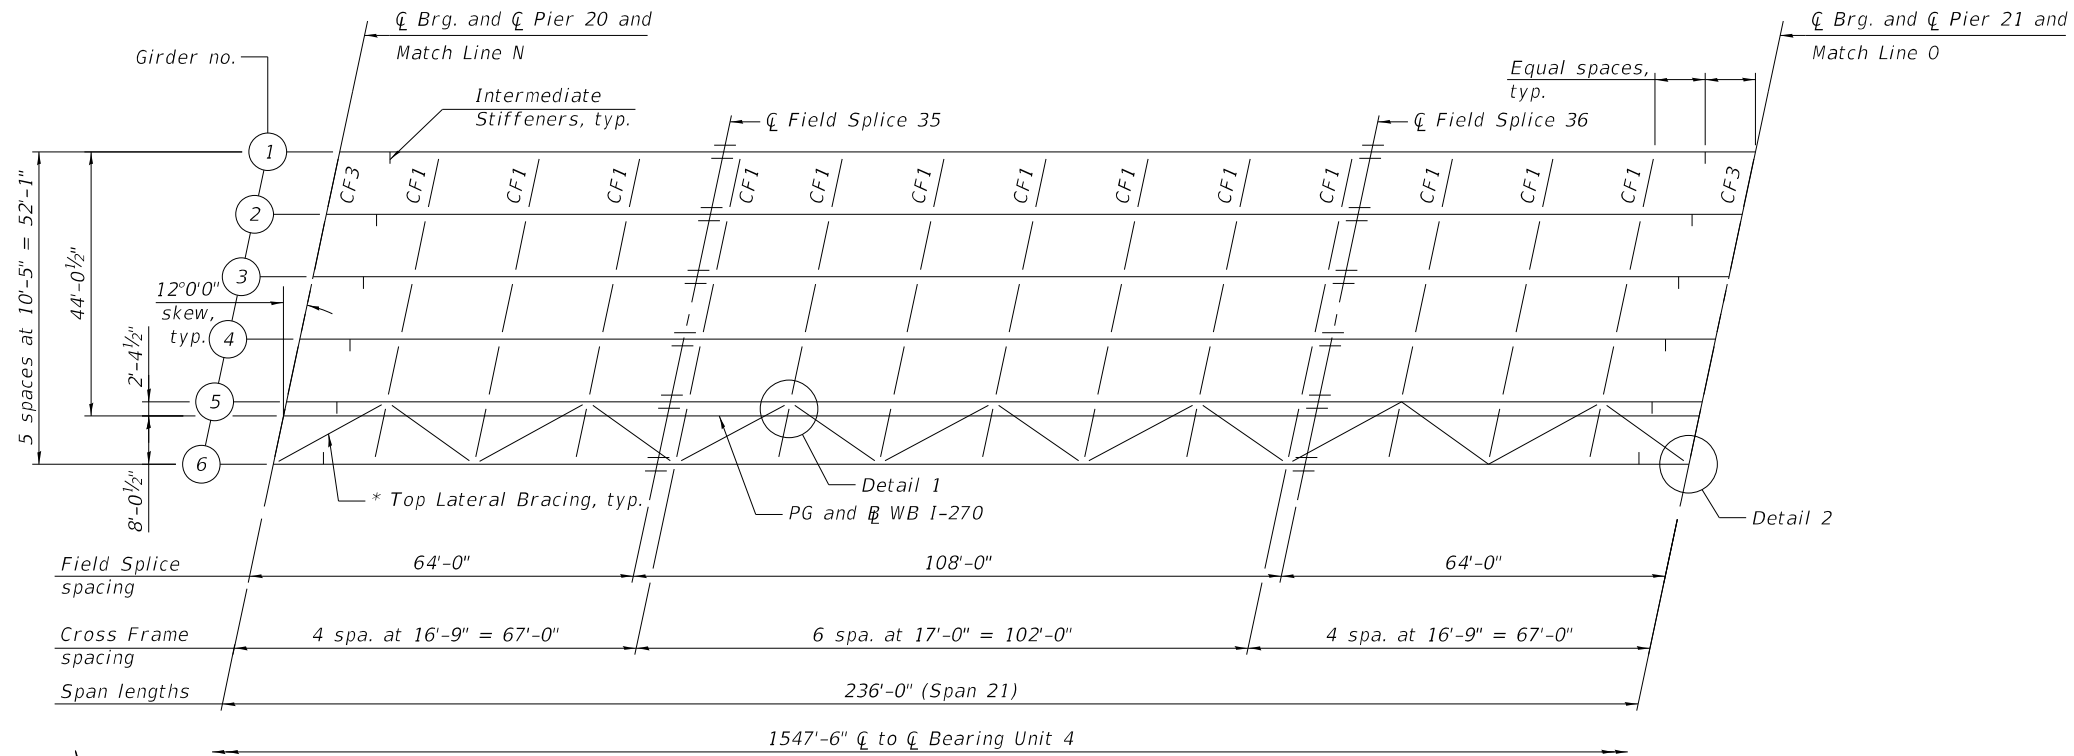 ℄ Brg. and ℄ Pier 20 and
Match Line N
℄ Brg. and ℄ Pier 21 and
Match Line O
Girder no.
Intermediate
Stiffeners, typ.
Equal spaces,
typ.
℄ Field Splice 35
℄ Field Splice 36
1
2
3
4
5
6
CF3
CF1
CF1
CF1
CF1
CF1
CF1
CF1
CF1
CF1
CF1
CF1
CF1
CF1
CF3
5 spaces at 10'-5" = 52'-1"
44'-0½"
2'-4½"
8'-0½"
12°0'0"
skew,
typ.
* Top Lateral Bracing, typ.
Detail 1
PG and BL WB I-270
Detail 2
Field Splice
spacing
64'-0"
108'-0"
64'-0"
Cross Frame
spacing
4 spa. at 16'-9" = 67'-0"
6 spa. at 17'-0" = 102'-0"
4 spa. at 16'-9" = 67'-0"
Span lengths
236'-0" (Span 21)
1547'-6" ℄ to ℄ Bearing Unit 4